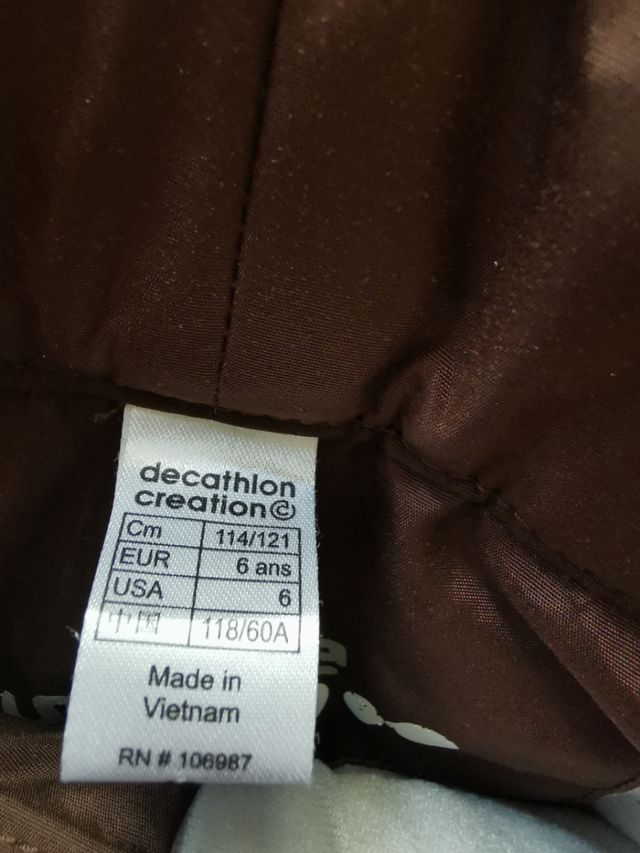 decathlon
creation©
Cm 114/121
EUR 6 ans
USA 6
中国 118/60A
Made in
Vietnam
RN # 106987